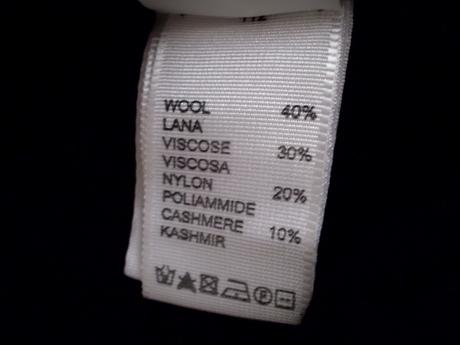 WOOL 40%
LANA
VISCOSE 30%
VISCOSA
NYLON 20%
POLIAMMIDE
CASHMERE 10%
KASHMIR